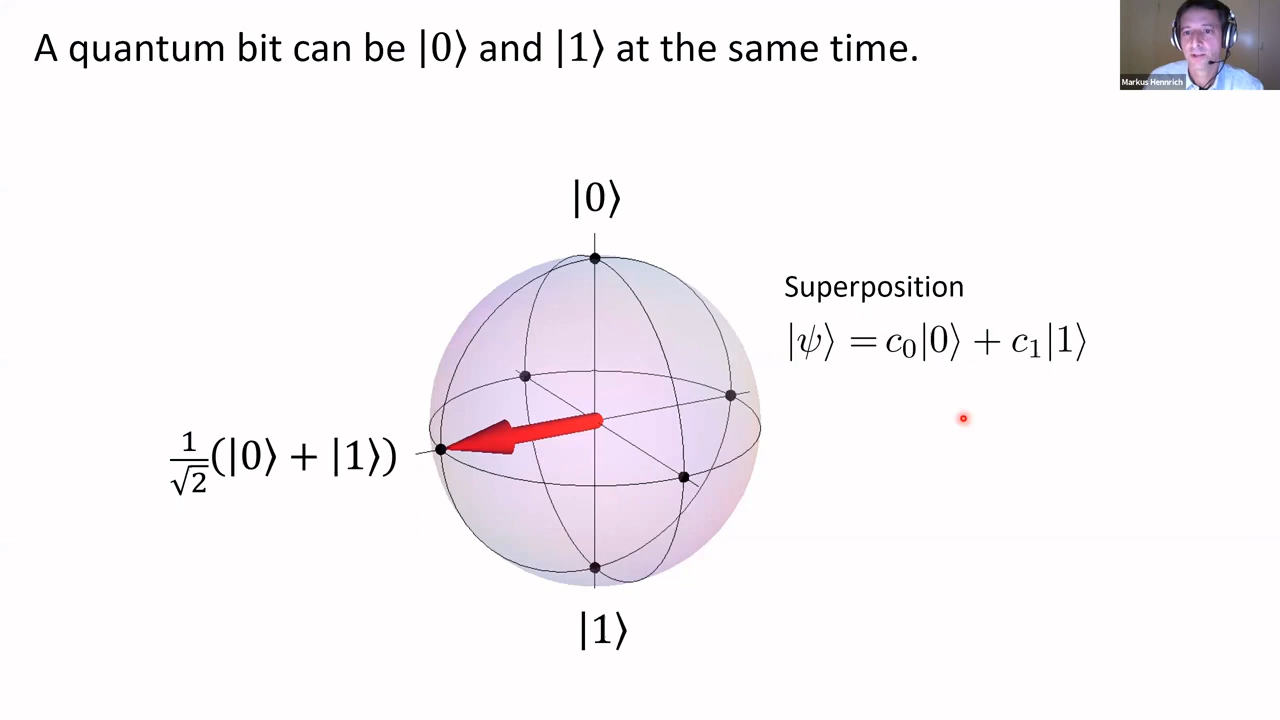 A quantum bit can be |0⟩ and |1⟩ at the same time.
Markus Hennrich
|0⟩
Superposition
|ψ⟩ = c₀|0⟩ + c₁|1⟩
1/√2 (|0⟩ + |1⟩)
|1⟩